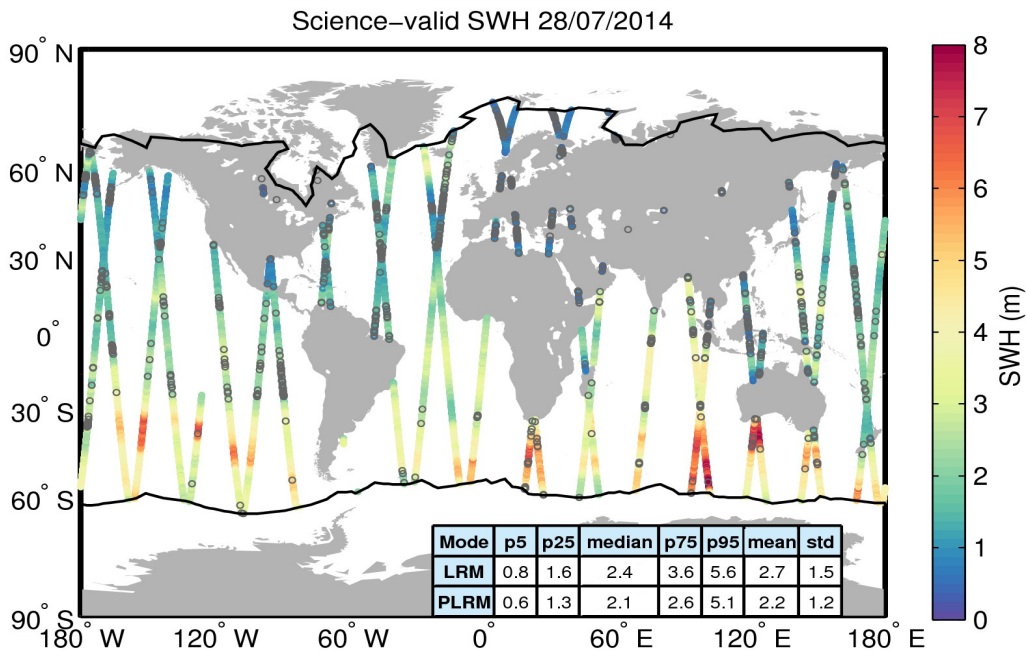 Science−valid SWH 28/07/2014
90° N
60° N
30° N
0°
30° S
60° S
90° S
180° W
120° W
60° W
0°
60° E
120° E
180° E
Mode p5 p25 median p75 p95 mean std
LRM 0.8 1.6 2.4 3.6 5.6 2.7 1.5
PLRM 0.6 1.3 2.1 2.6 5.1 2.2 1.2
8
7
6
5
4
3
2
1
0
SWH (m)